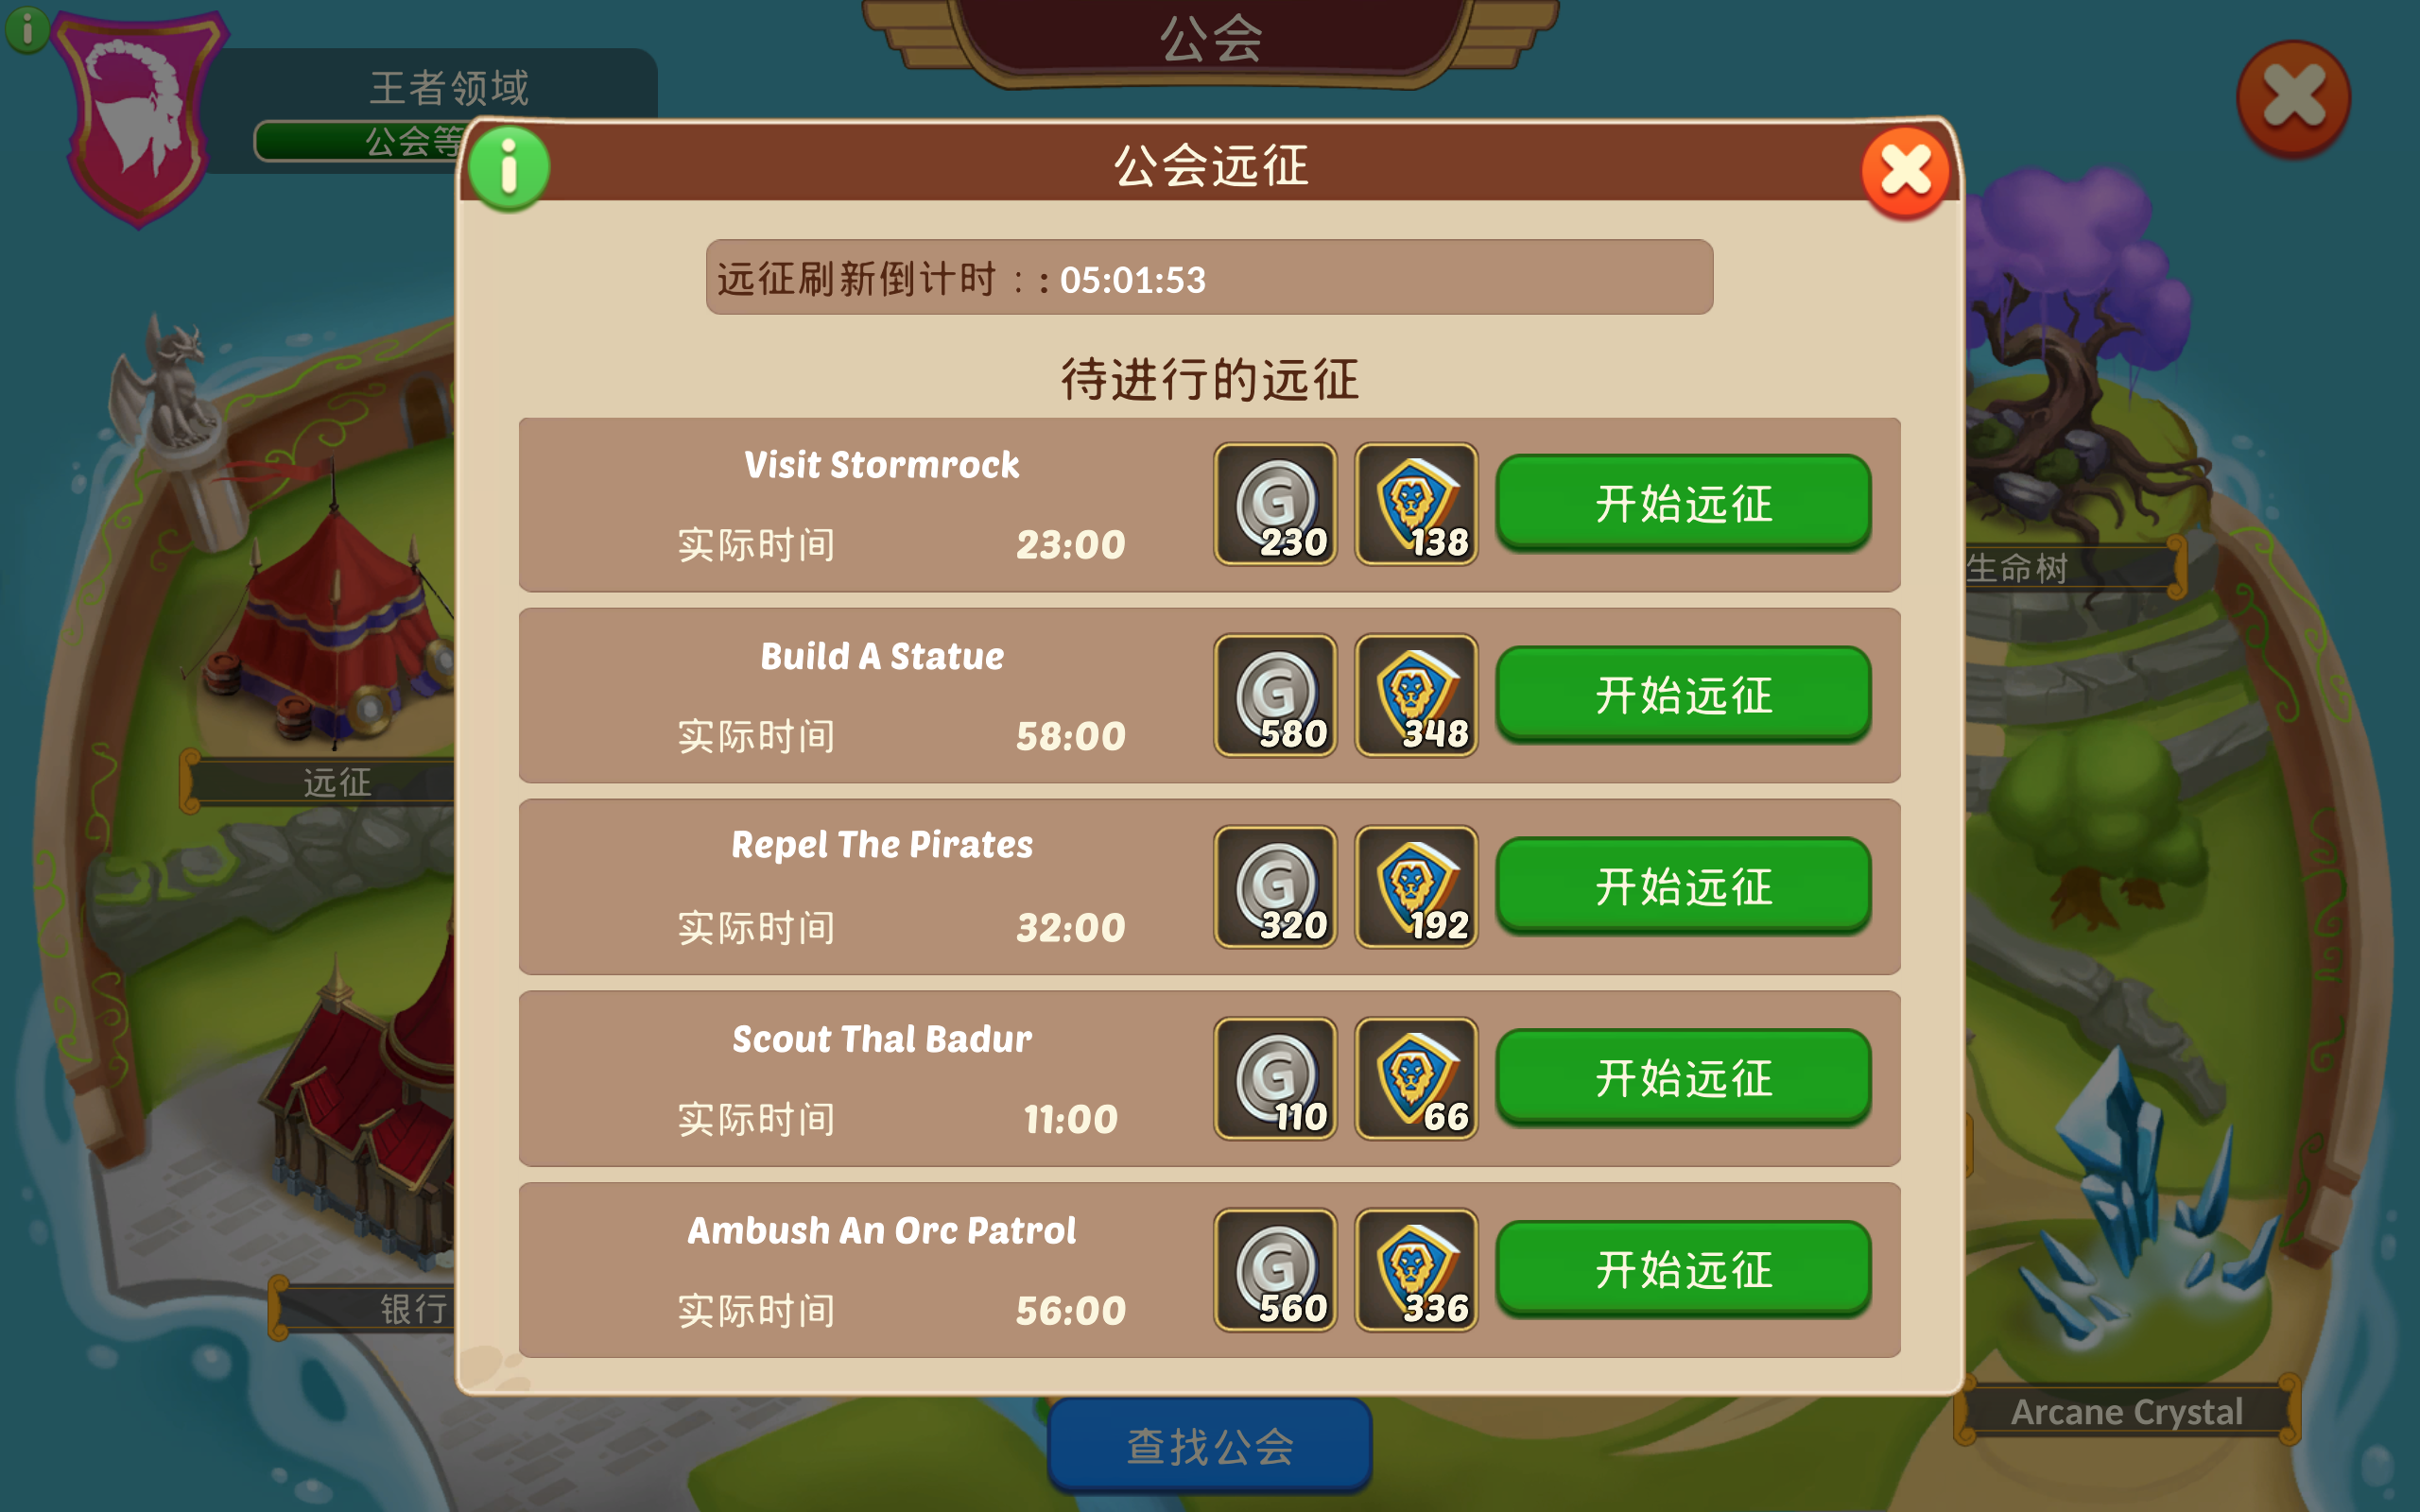 公会
王者领域
公会等
公会远征
远征刷新倒计时：: 05:01:53
待进行的远征
Visit Stormrock
实际时间 23:00
230 138
开始远征
Build A Statue
实际时间 58:00
580 348
开始远征
Repel The Pirates
实际时间 32:00
320 192
开始远征
Scout Thal Badur
实际时间 11:00
110 66
开始远征
Ambush An Orc Patrol
实际时间 56:00
560 336
开始远征
生命树
远征
银行
Arcane Crystal
查找公会